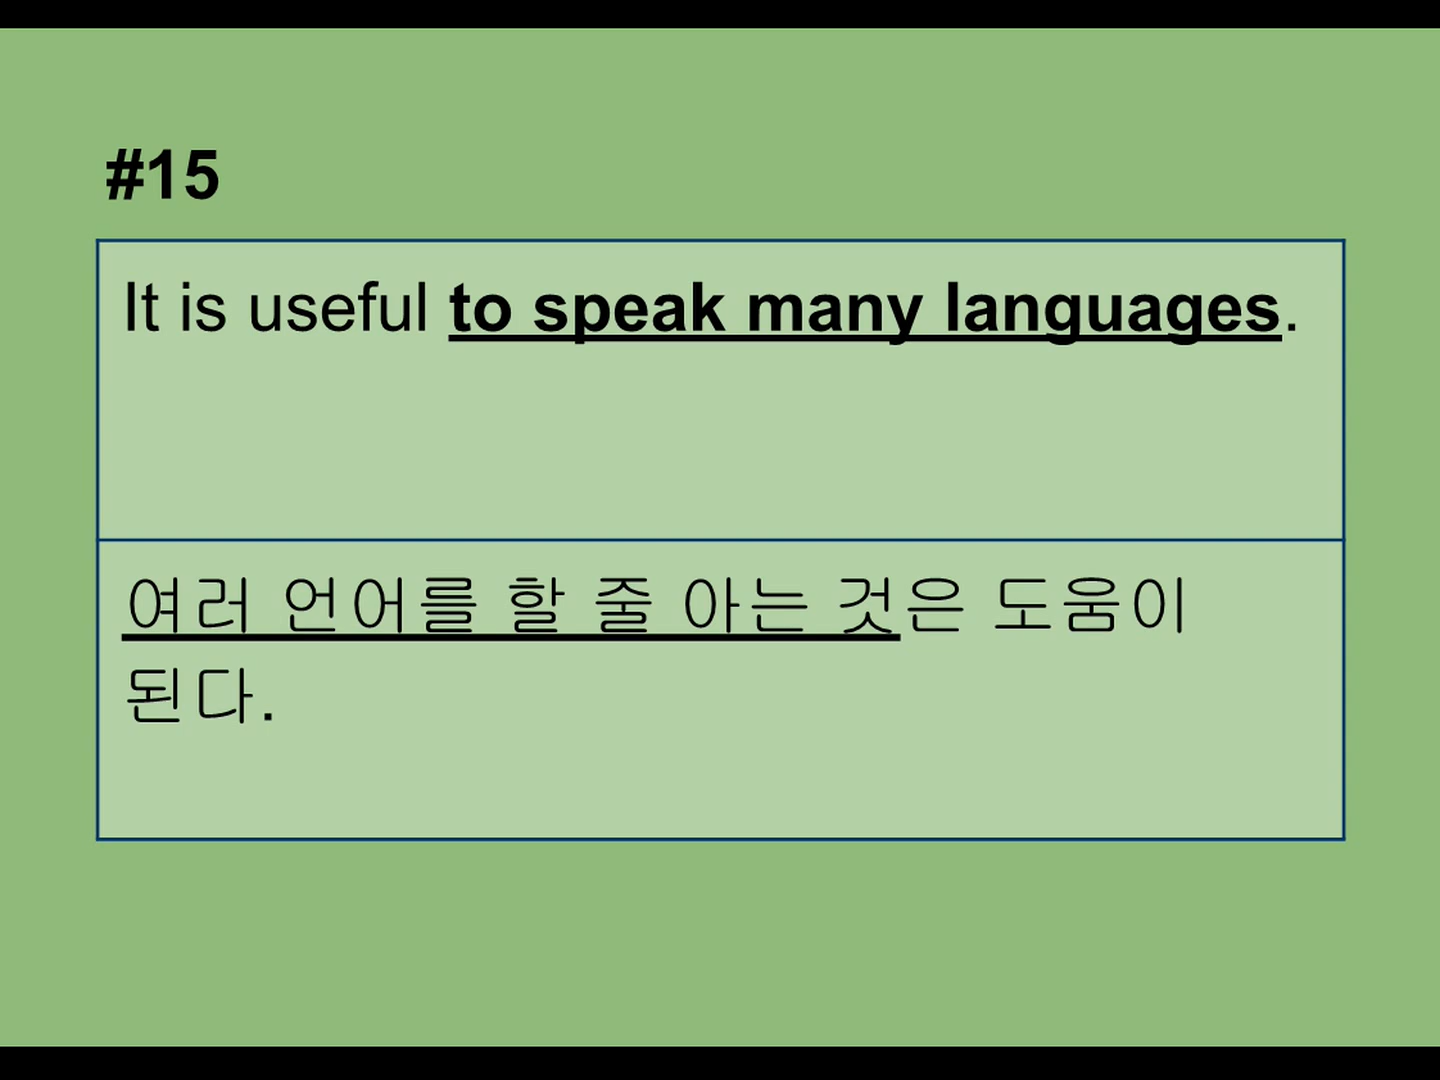 #15
It is useful to speak many languages.
여러 언어를 할 줄 아는 것은 도움이
된다.